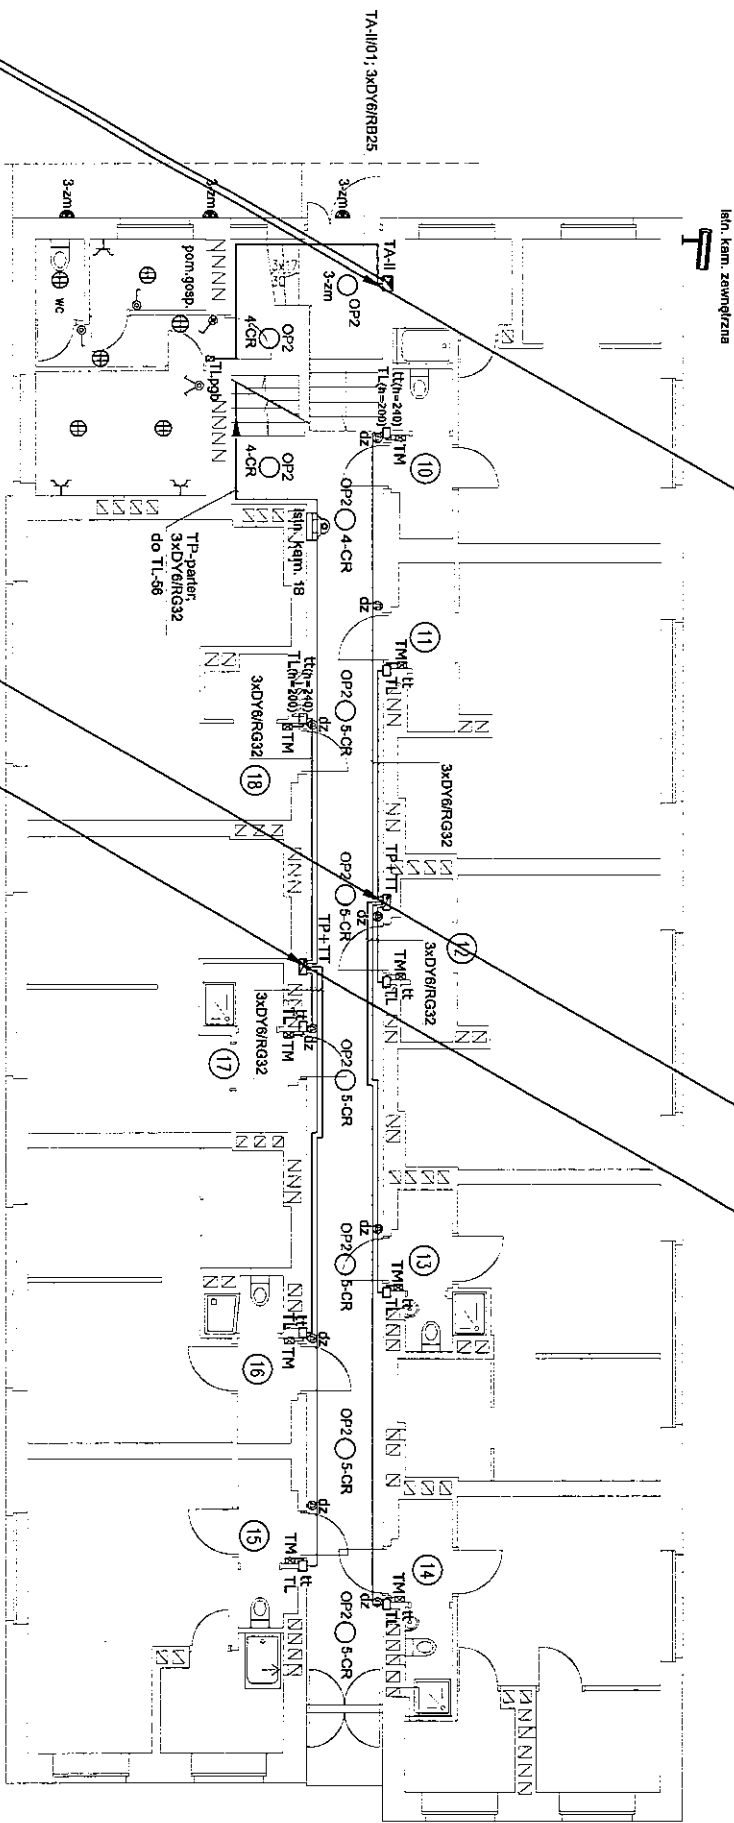 TA-II/01; 3xDY6/RB25
istn. kam. zewnętrzna
3-zm
3-zm
3-zm
TA-II
OP2
3-zm
pom.gosp.
wc
OP2
4-CR
TI.pgb
tt(h=240)
TL(h=200)
TM
dz
10
OP2
4-CR
OP2
4-CR
istn. kam. 18
TP-parter;
3xDY6/RG32
do TL-56
dz
11
TM
tt
TL
tt(h=240)
TL(h=200)
dz
TM
3xDY6/RG32
18
OP2
5-CR
3xDY6/RG32
TP+TT
OP2
5-CR
dz
12
3xDY6/RG32
TM
tt
TL
TP+TT
3xDY6/RG32
tt
TL
dz
TM
17
OP2
5-CR
dz
13
TM
tt
TL
OP2
5-CR
tt
TL
dz
TM
16
OP2
5-CR
dz
15
TM
tt
TL
14
TM
tt
dz
TL
OP2
5-CR